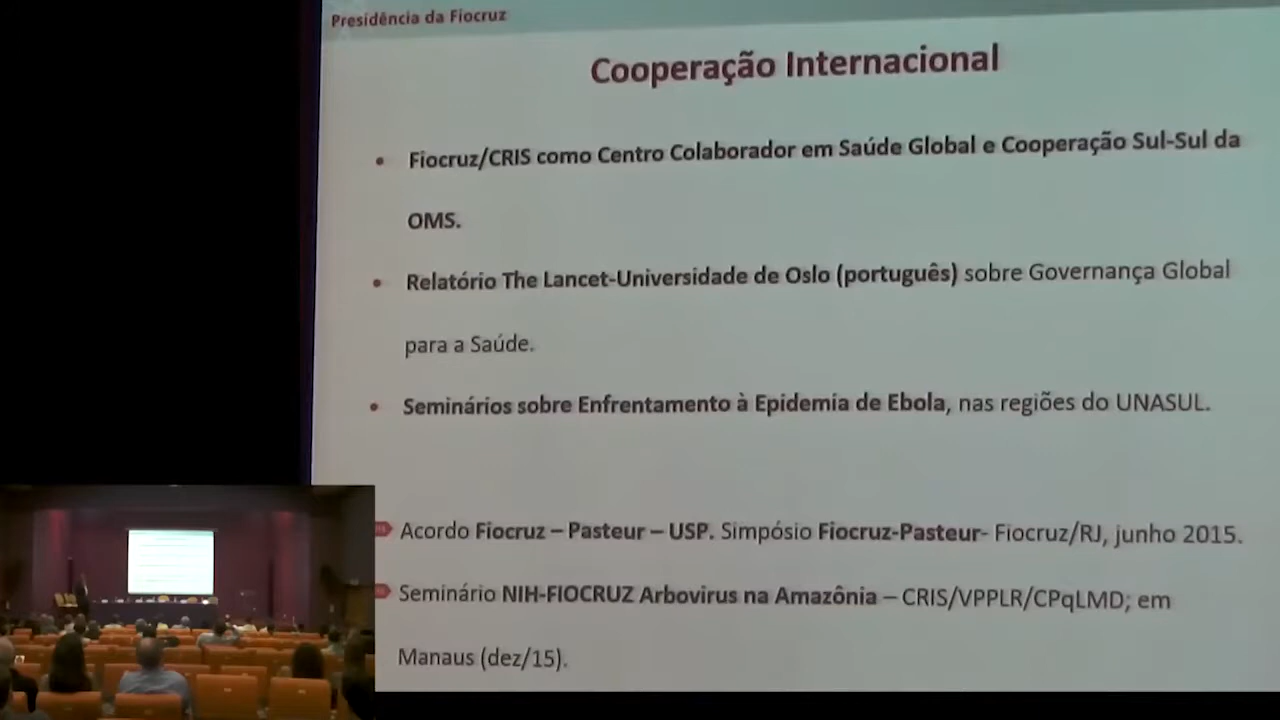 Presidência da Fiocruz
Cooperação Internacional
• Fiocruz/CRIS como Centro Colaborador em Saúde Global e Cooperação Sul-Sul da
OMS.
• Relatório The Lancet-Universidade de Oslo (português) sobre Governança Global
para a Saúde.
• Seminários sobre Enfrentamento à Epidemia de Ebola, nas regiões do UNASUL.
Acordo Fiocruz – Pasteur – USP. Simpósio Fiocruz-Pasteur- Fiocruz/RJ, junho 2015.
Seminário NIH-FIOCRUZ Arbovirus na Amazônia – CRIS/VPPLR/CPqLMD; em
Manaus (dez/15).